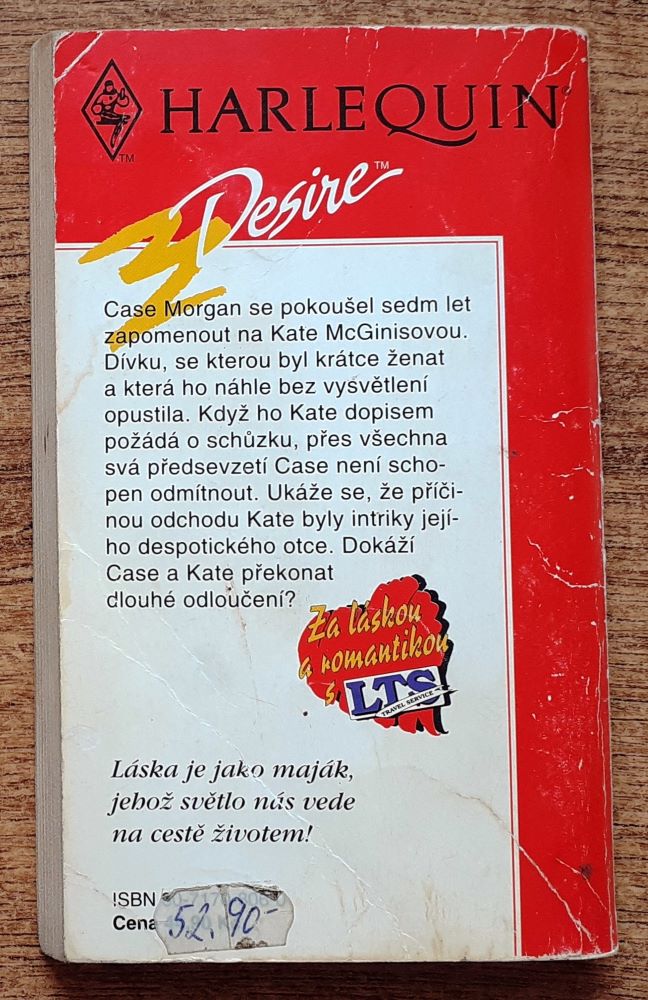 HARLEQUIN
TM
Desire™
Case Morgan se pokoušel sedm let
zapomenout na Kate McGinisovou.
Dívku, se kterou byl krátce ženat
a která ho náhle bez vysvětlení
opustila. Když ho Kate dopisem
požádá o schůzku, přes všechna
svá předsevzetí Case není scho-
pen odmítnout. Ukáže se, že příči-
nou odchodu Kate byly intriky její-
ho despotického otce. Dokáží
Case a Kate překonat
dlouhé odloučení?
Za láskou
a romantikou
s LTS
TRAVEL SERVICE
Láska je jako maják,
jehož světlo nás vede
na cestě životem!
ISBN
Cena 52.90-